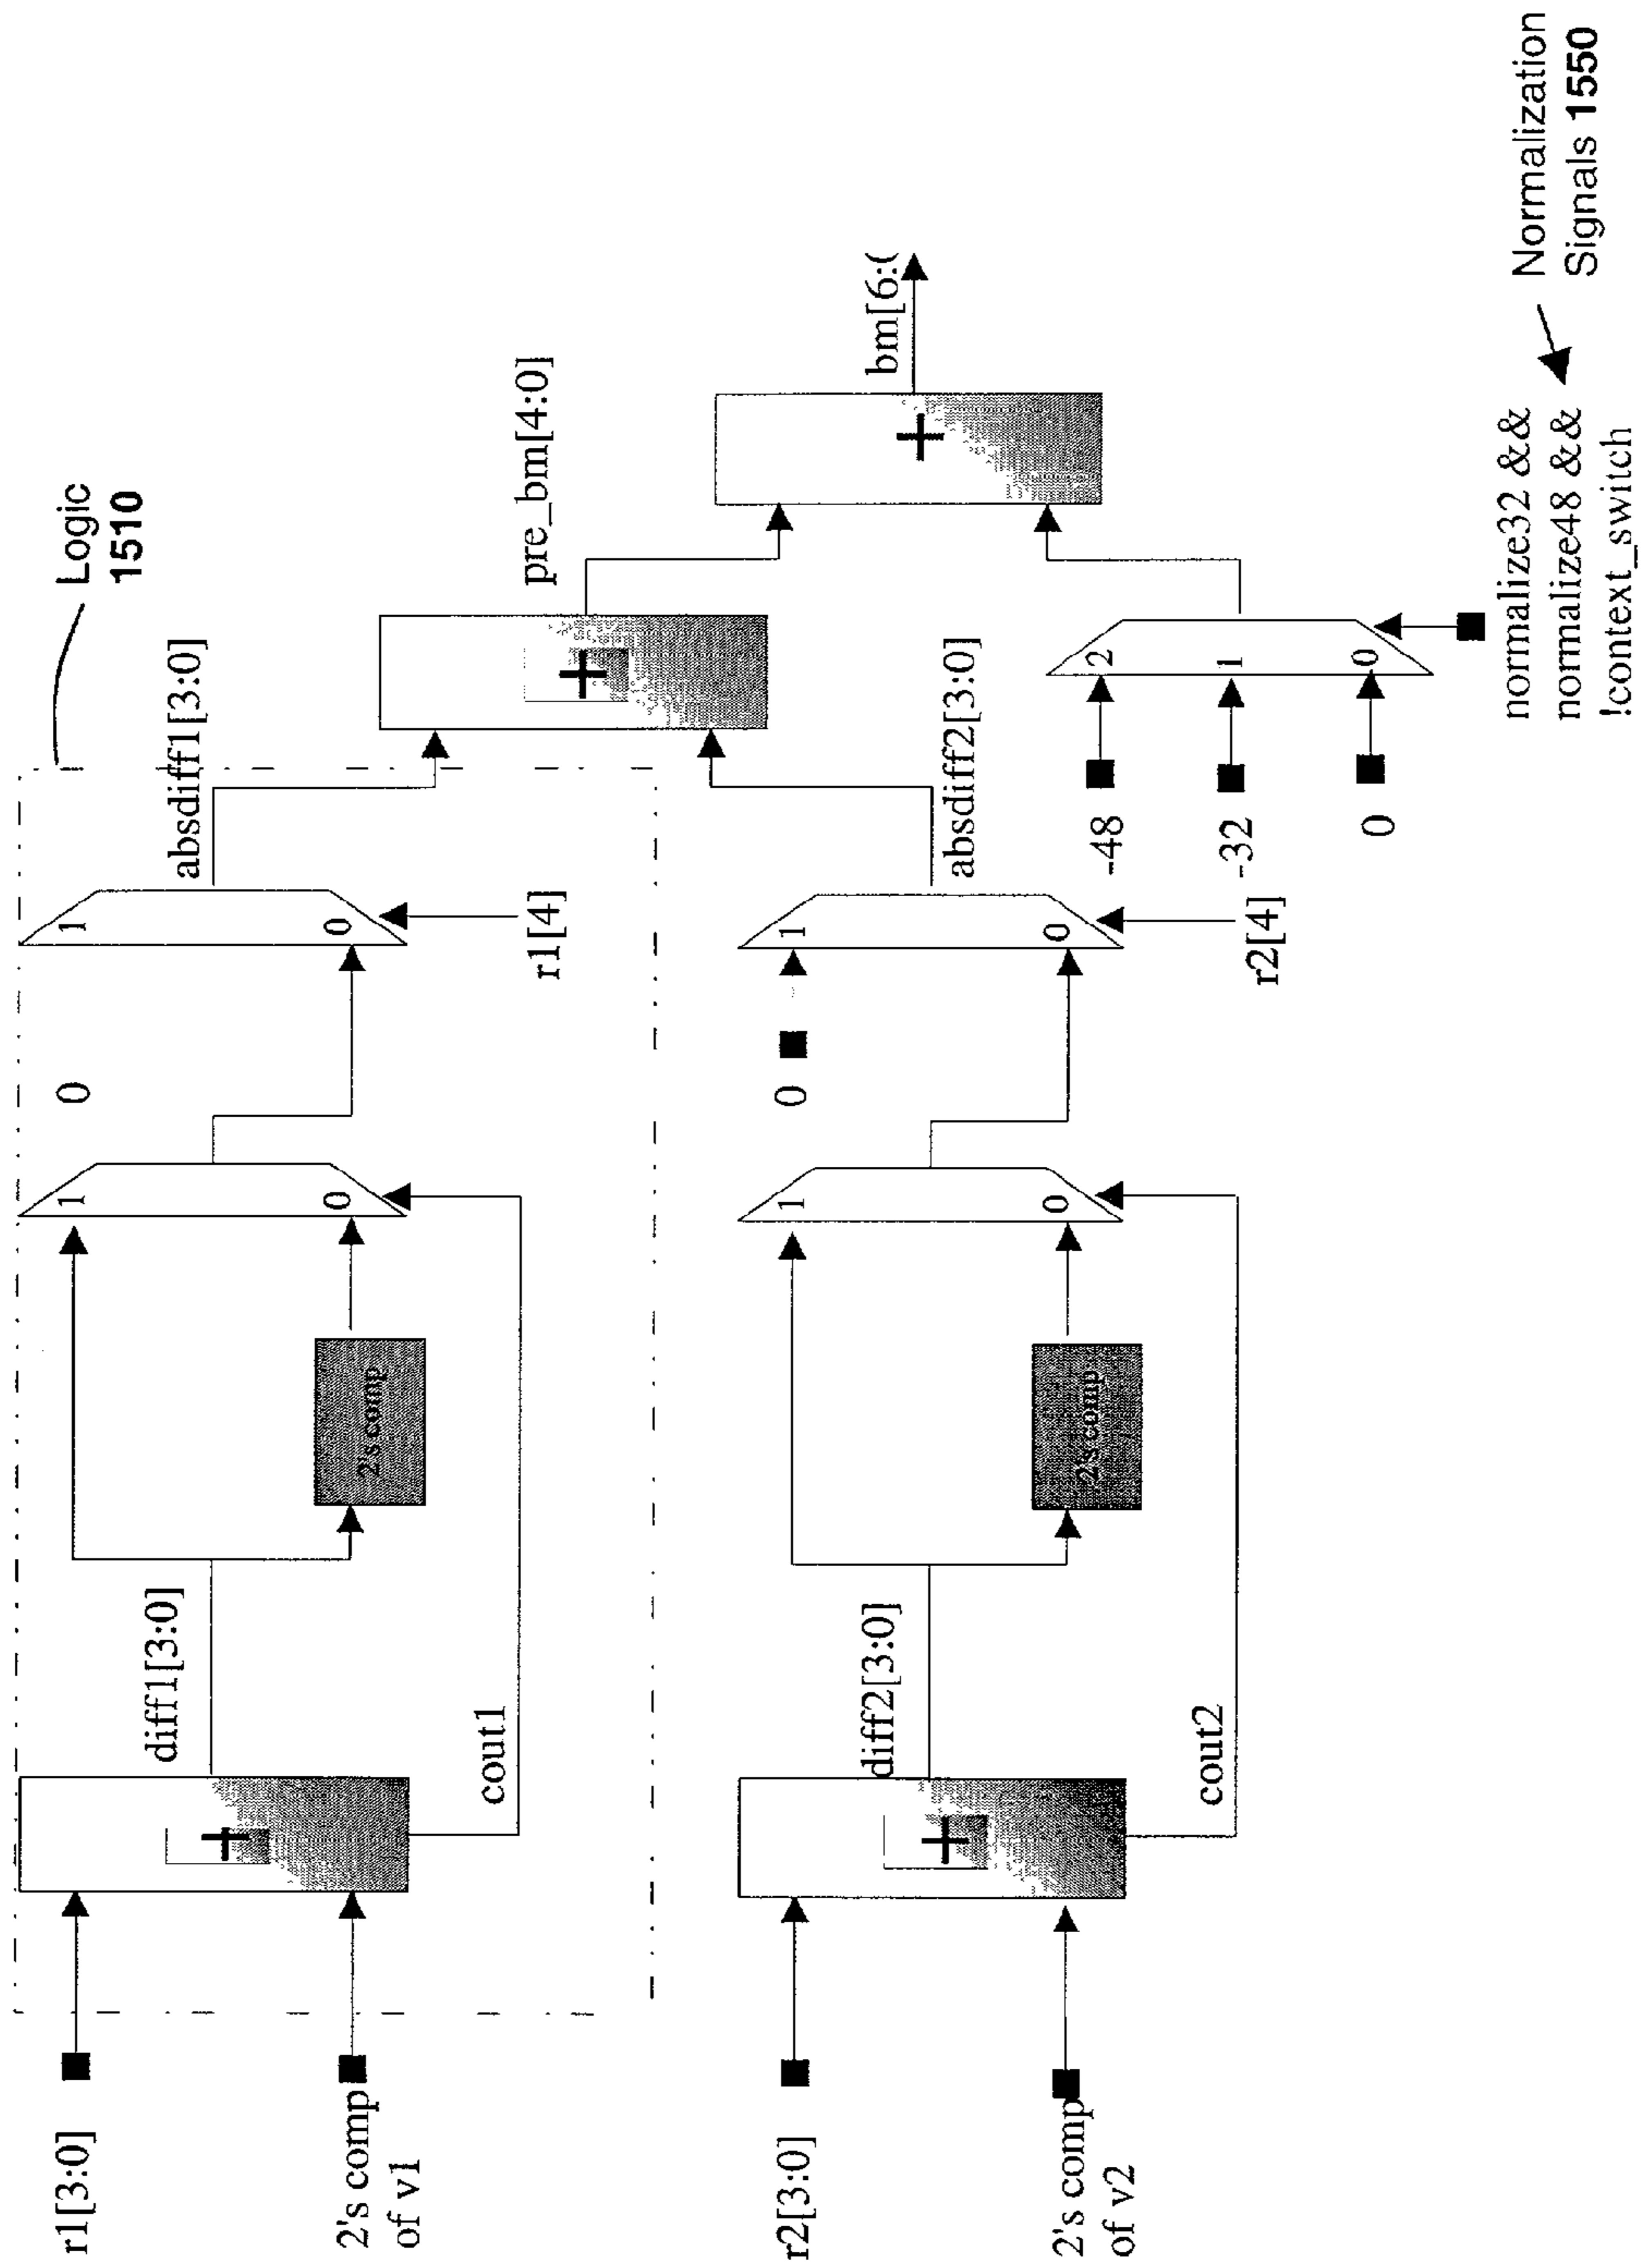 Logic
1510
r1[3:0]
2's comp
of v1
diff1[3:0]
cout1
2's comp
1
0
0
1
0
r1[4]
absdiff1[3:0]
+
+
pre_bm[4:0]
+
bm[6:(
r2[3:0]
2's comp
of v2
+
diff2[3:0]
cout2
2's comp
1
0
0
1
0
r2[4]
absdiff2[3:0]
-48
-32
0
2
1
0
normalize32 &&
normalize48 &&
!context_switch
Normalization
Signals 1550